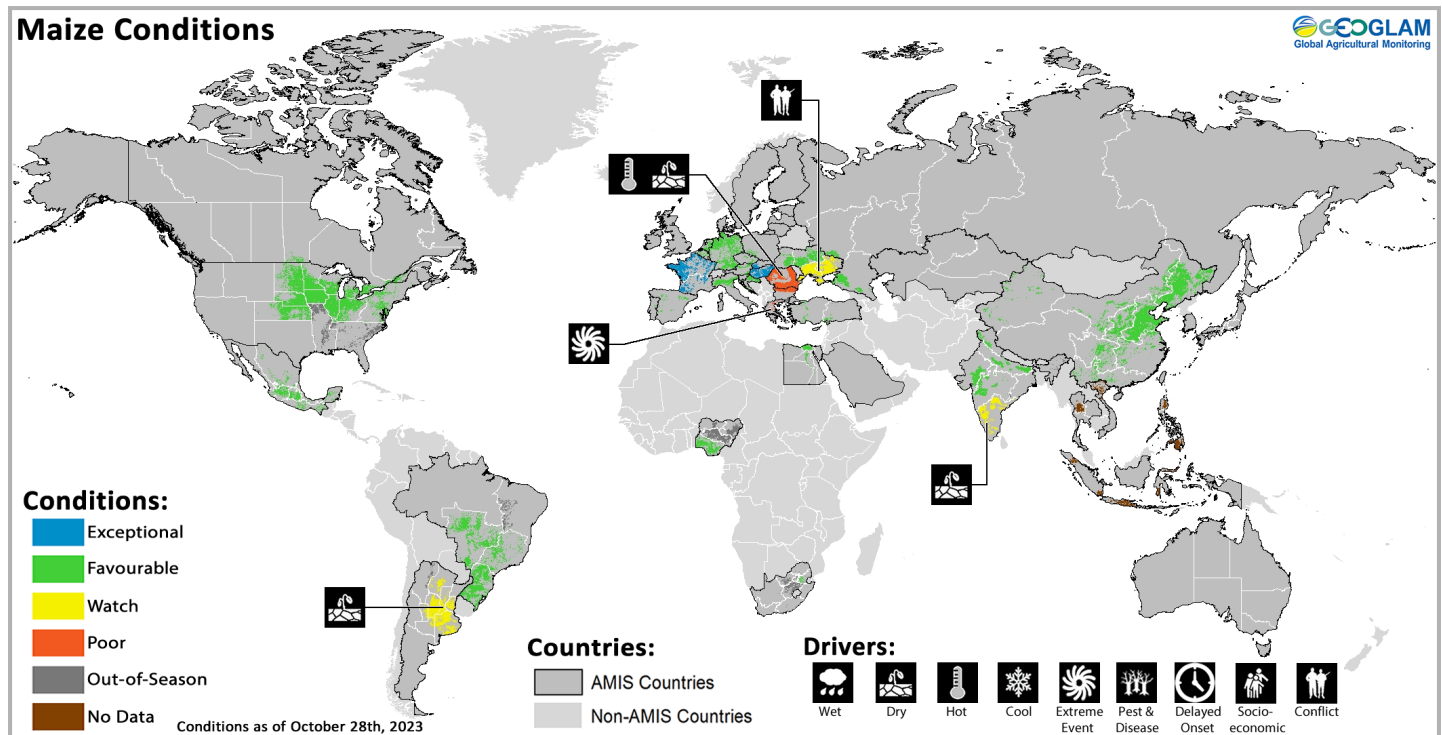 Maize Conditions
GEOGLAM
Global Agricultural Monitoring
Conditions:
Exceptional
Favourable
Watch
Poor
Out-of-Season
No Data
Conditions as of October 28th, 2023
Countries:
AMIS Countries
Non-AMIS Countries
Drivers:
Wet
Dry
Hot
Cool
Extreme
Event
Pest &
Disease
Delayed
Onset
Socio-
economic
Conflict